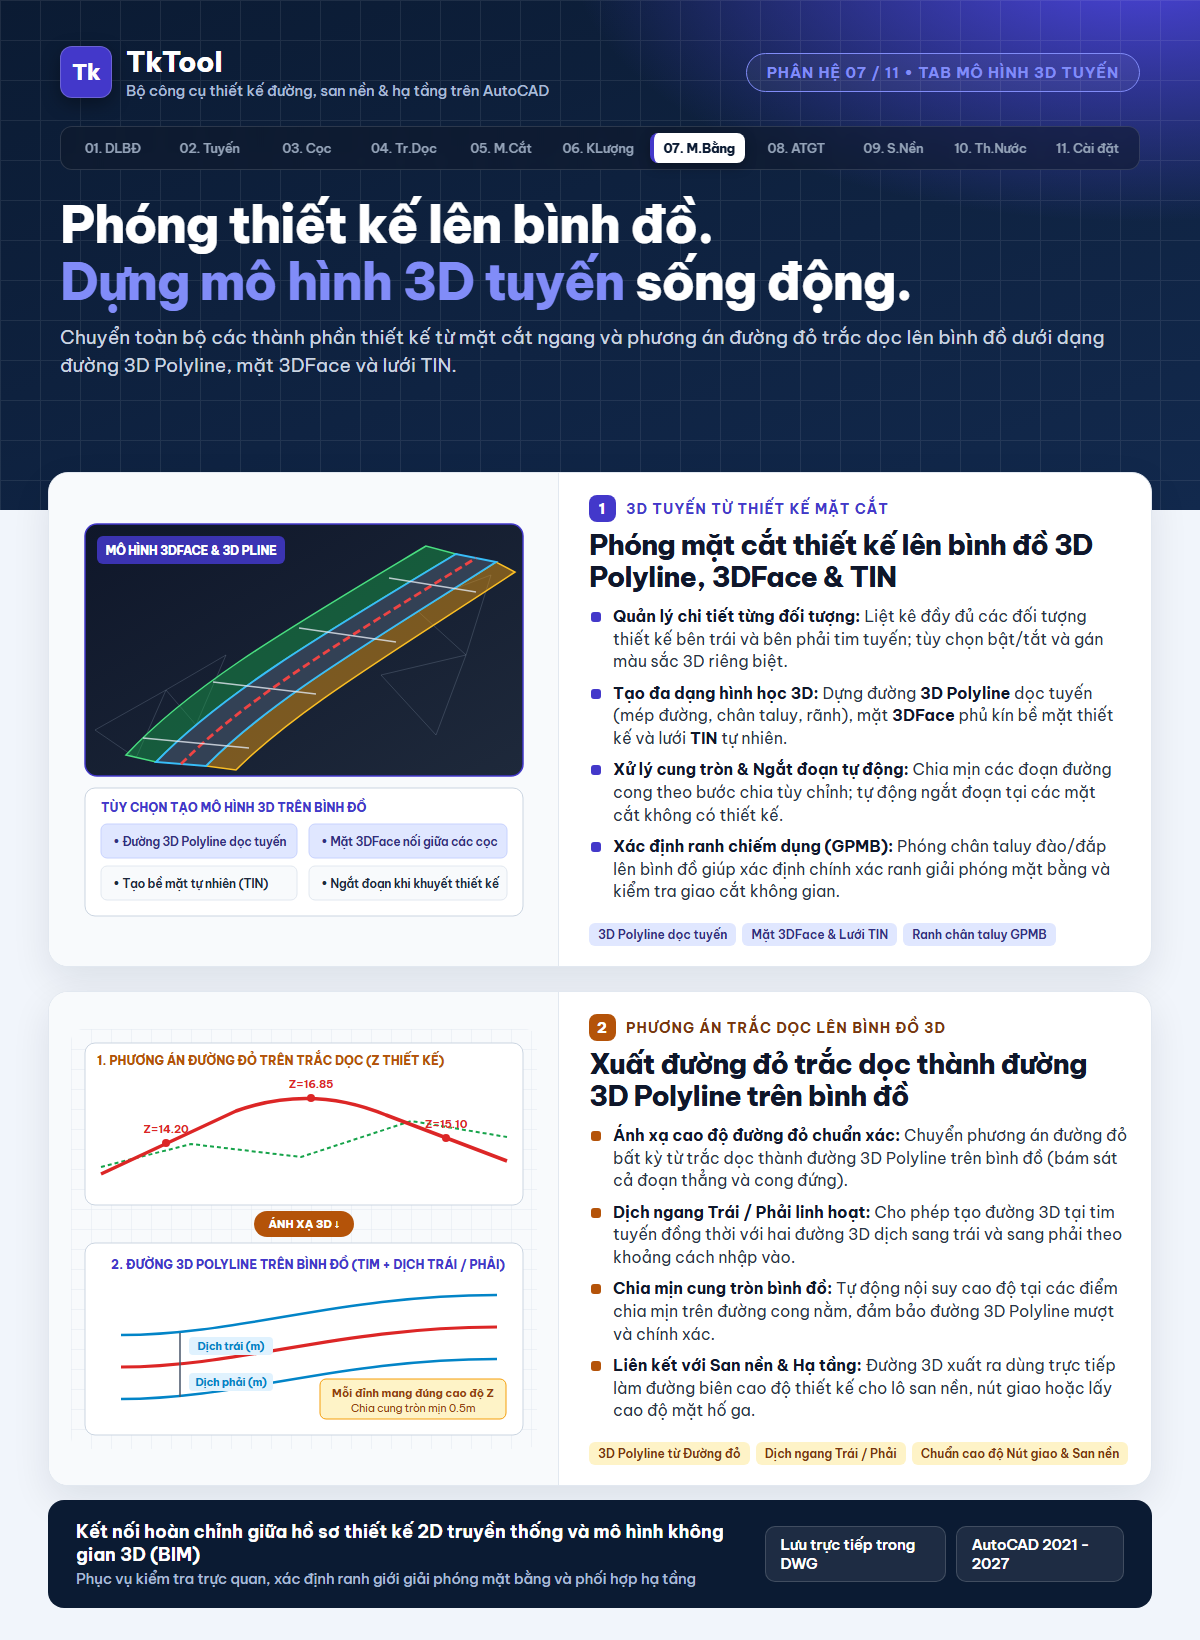 Tk
TkTool
Bộ công cụ thiết kế đường, san nền & hạ tầng trên AutoCAD
PHÂN HỆ 07 / 11 • TAB MÔ HÌNH 3D TUYẾN
01. DLBĐ 02. Tuyến 03. Cọc 04. Tr.Dọc 05. M.Cắt 06. KLượng 07. M.Bằng 08. ATGT 09. S.Nền 10. Th.Nước 11. Cài đặt
Phóng thiết kế lên bình đồ.
Dựng mô hình 3D tuyến sống động.
Chuyển toàn bộ các thành phần thiết kế từ mặt cắt ngang và phương án đường đỏ trắc dọc lên bình đồ dưới dạng
đường 3D Polyline, mặt 3DFace và lưới TIN.
MÔ HÌNH 3DFACE & 3D PLINE
TÙY CHỌN TẠO MÔ HÌNH 3D TRÊN BÌNH ĐỒ
• Đường 3D Polyline dọc tuyến
• Mặt 3DFace nối giữa các cọc
• Tạo bề mặt tự nhiên (TIN)
• Ngắt đoạn khi khuyết thiết kế
1 3D TUYẾN TỪ THIẾT KẾ MẶT CẮT
Phóng mặt cắt thiết kế lên bình đồ 3D
Polyline, 3DFace & TIN
Quản lý chi tiết từng đối tượng: Liệt kê đầy đủ các đối tượng
thiết kế bên trái và bên phải tim tuyến; tùy chọn bật/tắt và gán
màu sắc 3D riêng biệt.
Tạo đa dạng hình học 3D: Dựng đường 3D Polyline dọc tuyến
(mép đường, chân taluy, rãnh), mặt 3DFace phủ kín bề mặt thiết
kế và lưới TIN tự nhiên.
Xử lý cung tròn & Ngắt đoạn tự động: Chia mịn các đoạn đường
cong theo bước chia tùy chỉnh; tự động ngắt đoạn tại các mặt
cắt không có thiết kế.
Xác định ranh chiếm dụng (GPMB): Phóng chân taluy đào/đắp
lên bình đồ giúp xác định chính xác ranh giải phóng mặt bằng và
kiểm tra giao cắt không gian.
3D Polyline dọc tuyến
Mặt 3DFace & Lưới TIN
Ranh chân taluy GPMB
1. PHƯƠNG ÁN ĐƯỜNG ĐỎ TRÊN TRẮC DỌC (Z THIẾT KẾ)
Z=16.85
Z=14.20
Z=15.10
ÁNH XẠ 3D ↓
2. ĐƯỜNG 3D POLYLINE TRÊN BÌNH ĐỒ (TIM + DỊCH TRÁI / PHẢI)
Dịch trái (m)
Dịch phải (m)
Mỗi đỉnh mang đúng cao độ Z
Chia cung tròn mịn 0.5m
2 PHƯƠNG ÁN TRẮC DỌC LÊN BÌNH ĐỒ 3D
Xuất đường đỏ trắc dọc thành đường
3D Polyline trên bình đồ
Ánh xạ cao độ đường đỏ chuẩn xác: Chuyển phương án đường đỏ
bất kỳ từ trắc dọc thành đường 3D Polyline trên bình đồ (bám sát
cả đoạn thẳng và cong đứng).
Dịch ngang Trái / Phải linh hoạt: Cho phép tạo đường 3D tại tim
tuyến đồng thời với hai đường 3D dịch sang trái và sang phải theo
khoảng cách nhập vào.
Chia mịn cung tròn bình đồ: Tự động nội suy cao độ tại các điểm
chia mịn trên đường cong nằm, đảm bảo đường 3D Polyline mượt
và chính xác.
Liên kết với San nền & Hạ tầng: Đường 3D xuất ra dùng trực tiếp
làm đường biên cao độ thiết kế cho lô san nền, nút giao hoặc lấy
cao độ mặt hố ga.
3D Polyline từ Đường đỏ
Dịch ngang Trái / Phải
Chuẩn cao độ Nút giao & San nền
Kết nối hoàn chỉnh giữa hồ sơ thiết kế 2D truyền thống và mô hình không
gian 3D (BIM)
Phục vụ kiểm tra trực quan, xác định ranh giới giải phóng mặt bằng và phối hợp hạ tầng
Lưu trực tiếp trong
DWG
AutoCAD 2021 -
2027